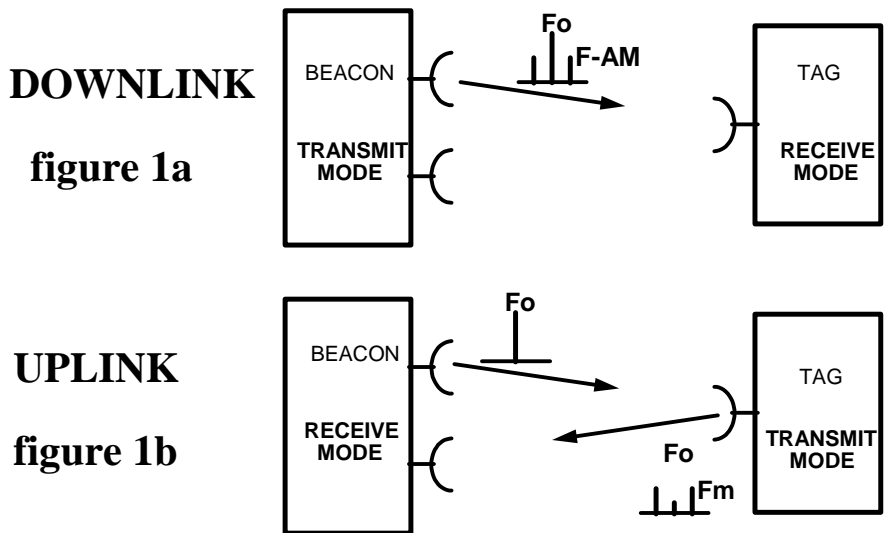 DOWNLINK
figure 1a
BEACON
TRANSMIT
MODE
Fo
F-AM
TAG
RECEIVE
MODE
UPLINK
figure 1b
BEACON
RECEIVE
MODE
Fo
Fo
Fm
TAG
TRANSMIT
MODE